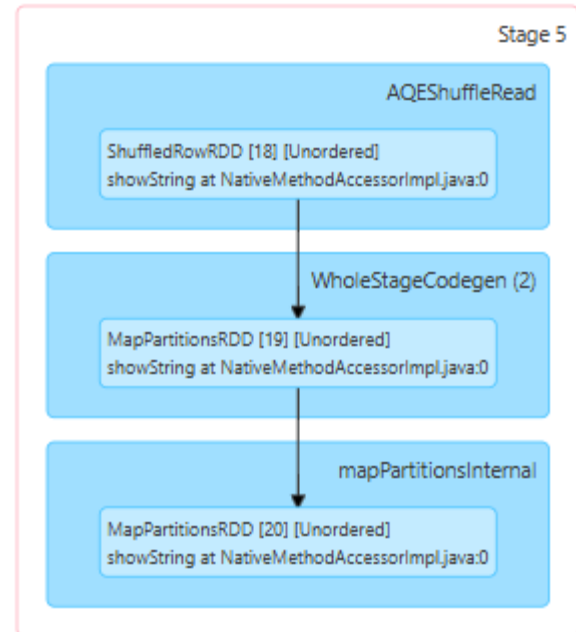 Stage 5
AQEShuffleRead
ShuffledRowRDD [18] [Unordered]
showString at NativeMethodAccessorImpl.java:0
WholeStageCodegen (2)
MapPartitionsRDD [19] [Unordered]
showString at NativeMethodAccessorImpl.java:0
mapPartitionsInternal
MapPartitionsRDD [20] [Unordered]
showString at NativeMethodAccessorImpl.java:0